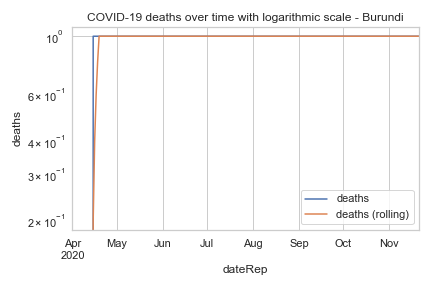 COVID-19 deaths over time with logarithmic scale - Burundi
10⁰
6 × 10⁻¹
4 × 10⁻¹
3 × 10⁻¹
2 × 10⁻¹
deaths
deaths
deaths (rolling)
Apr May Jun Jul Aug Sep Oct Nov
2020
dateRep